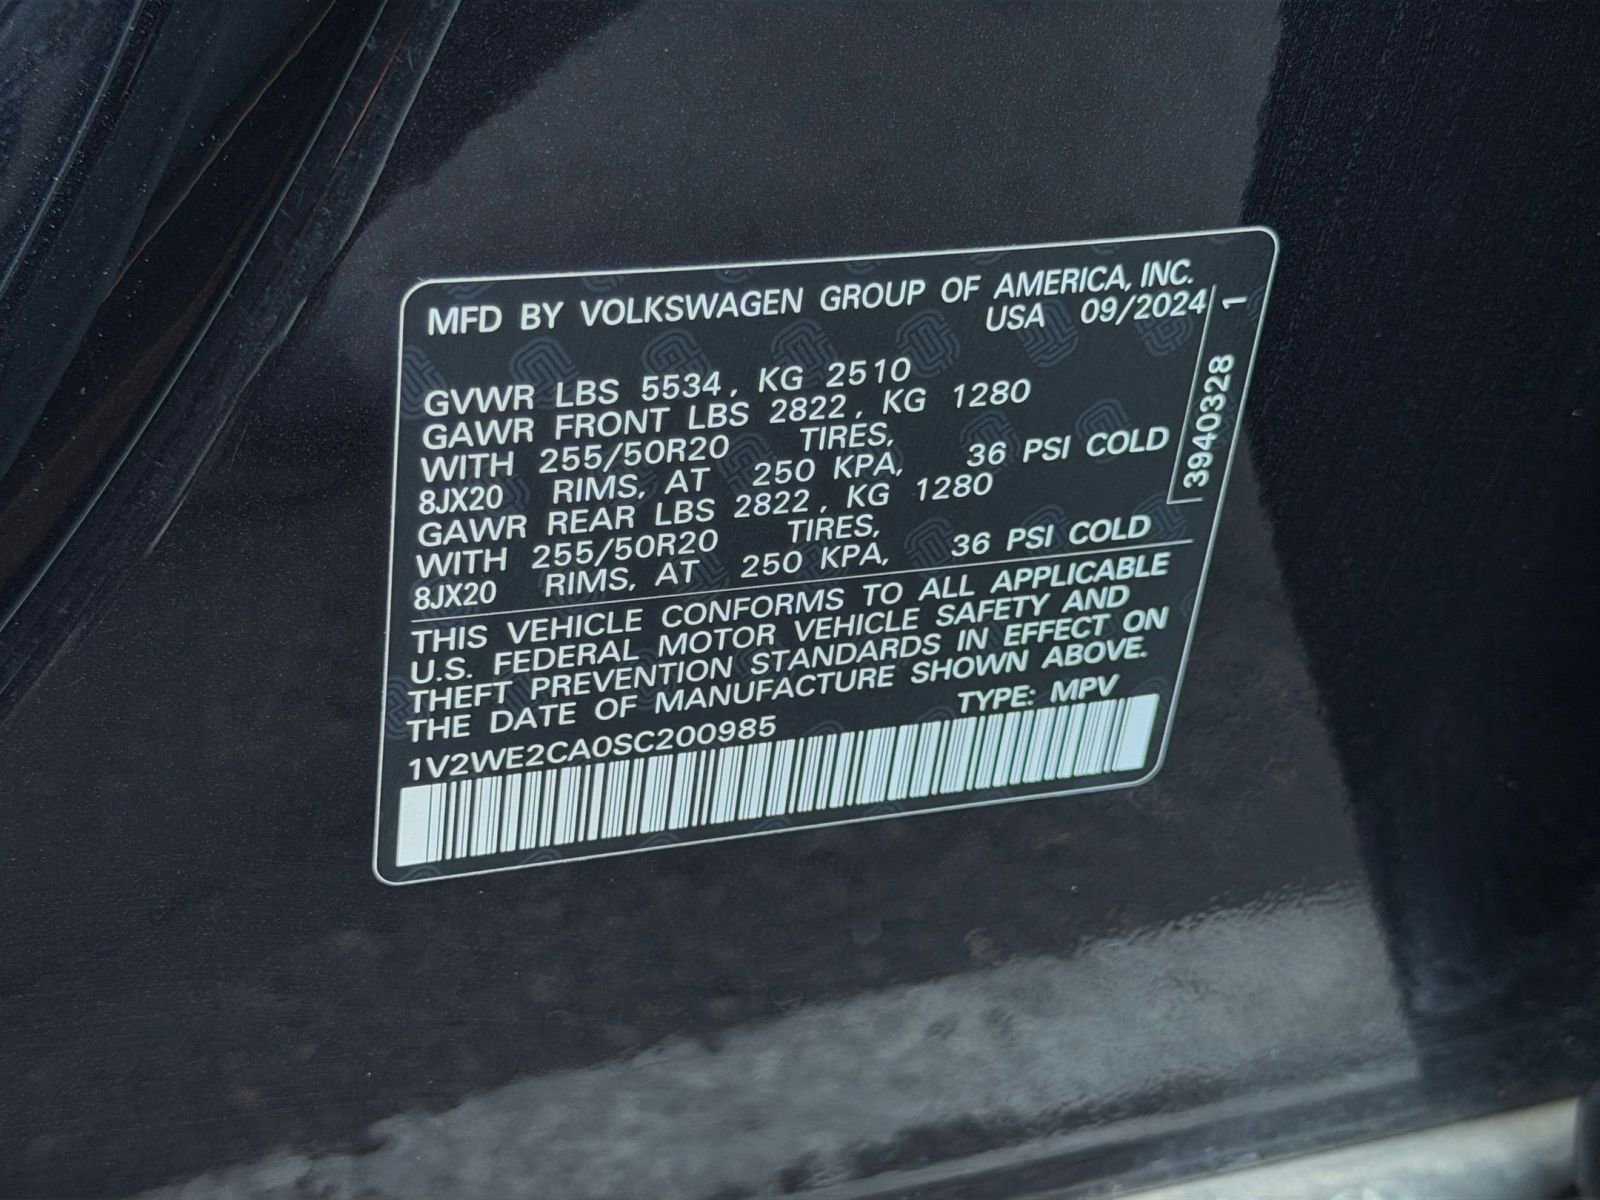 MFD BY VOLKSWAGEN GROUP OF AMERICA, INC.
USA 09/2024
GVWR LBS 5534, KG 2510
GAWR FRONT LBS 2822, KG 1280
WITH 255/50R20 TIRES,
8JX20 RIMS, AT 250 KPA, 36 PSI COLD
GAWR REAR LBS 2822, KG 1280
WITH 255/50R20 TIRES,
8JX20 RIMS, AT 250 KPA, 36 PSI COLD
THIS VEHICLE CONFORMS TO ALL APPLICABLE
U.S. FEDERAL MOTOR VEHICLE SAFETY AND
THEFT PREVENTION STANDARDS IN EFFECT ON
THE DATE OF MANUFACTURE SHOWN ABOVE.
1V2WE2CA0SC200985 TYPE: MPV
3940328 1